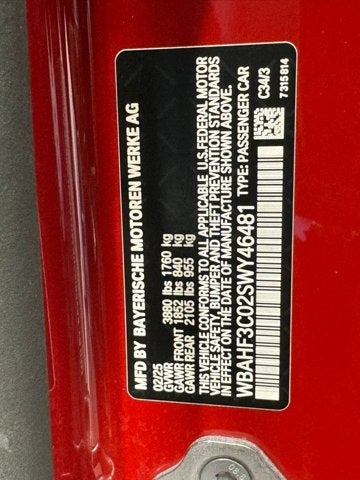 MFD BY BAYERISCHE MOTOREN WERKE AG
02/25
GVWR 3880 lbs 1760 kg
GAWR FRONT 1852 lbs 840 kg
GAWR REAR 2105 lbs 955 kg
THIS VEHICLE CONFORMS TO ALL APPLICABLE U.S.FEDERAL MOTOR
VEHICLE SAFETY, BUMPER AND THEFT PREVENTION STANDARDS
IN EFFECT ON THE DATE OF MANUFACTURE SHOWN ABOVE.
WBAHF3C02SWY46481 TYPE: PASSENGER CAR
C34/3
7315814